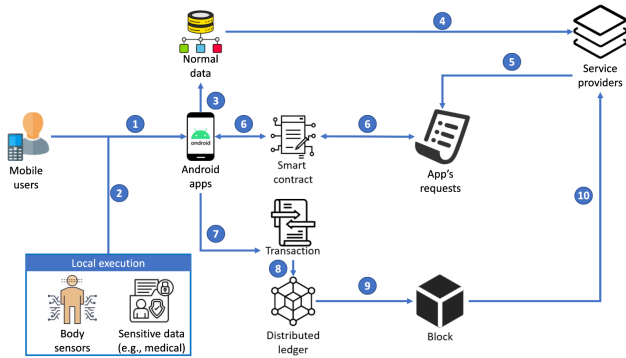 4
Normal
data
Service
providers
5
3
1
6
6
android
Mobile
users
Android
apps
Smart
contract
App's
requests
2
7
10
Transaction
8
Local execution
9
Body
sensors
Sensitive data
(e.g., medical)
Distributed
ledger
Block